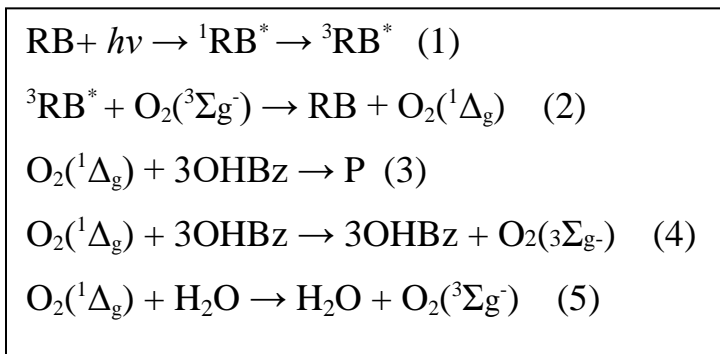 RB+ hν → ¹RB* → ³RB* (1)
³RB* + O₂(³Σg⁻) → RB + O₂(¹Δg) (2)
O₂(¹Δg) + 3OHBz → P (3)
O₂(¹Δg) + 3OHBz → 3OHBz + O2(₃Σg-) (4)
O₂(¹Δg) + H₂O → H₂O + O₂(³Σg⁻) (5)